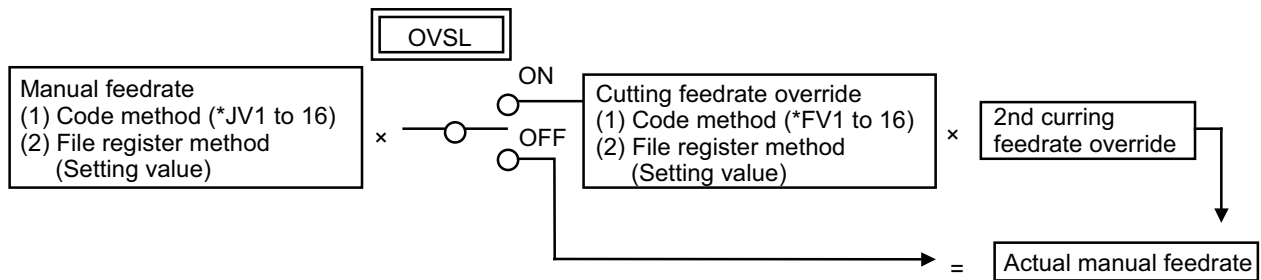 OVSL
Manual feedrate
(1) Code method (*JV1 to 16)
(2) File register method
(Setting value)
×
ON
OFF
Cutting feedrate override
(1) Code method (*FV1 to 16)
(2) File register method
(Setting value)
×
2nd curring
feedrate override
=
Actual manual feedrate